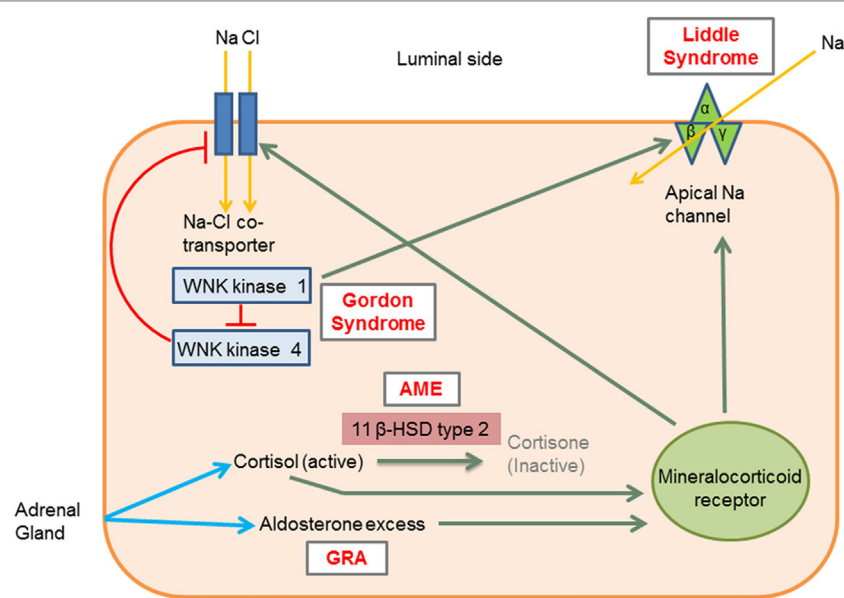 Na Cl
Luminal side
Liddle
Syndrome
Na
α
β γ
Apical Na
channel
Na-Cl co-
transporter
WNK kinase 1
Gordon
Syndrome
WNK kinase 4
AME
11 β-HSD type 2
Cortisol (active)
Cortisone
(Inactive)
Mineralocorticoid
receptor
Adrenal
Gland
Aldosterone excess
GRA